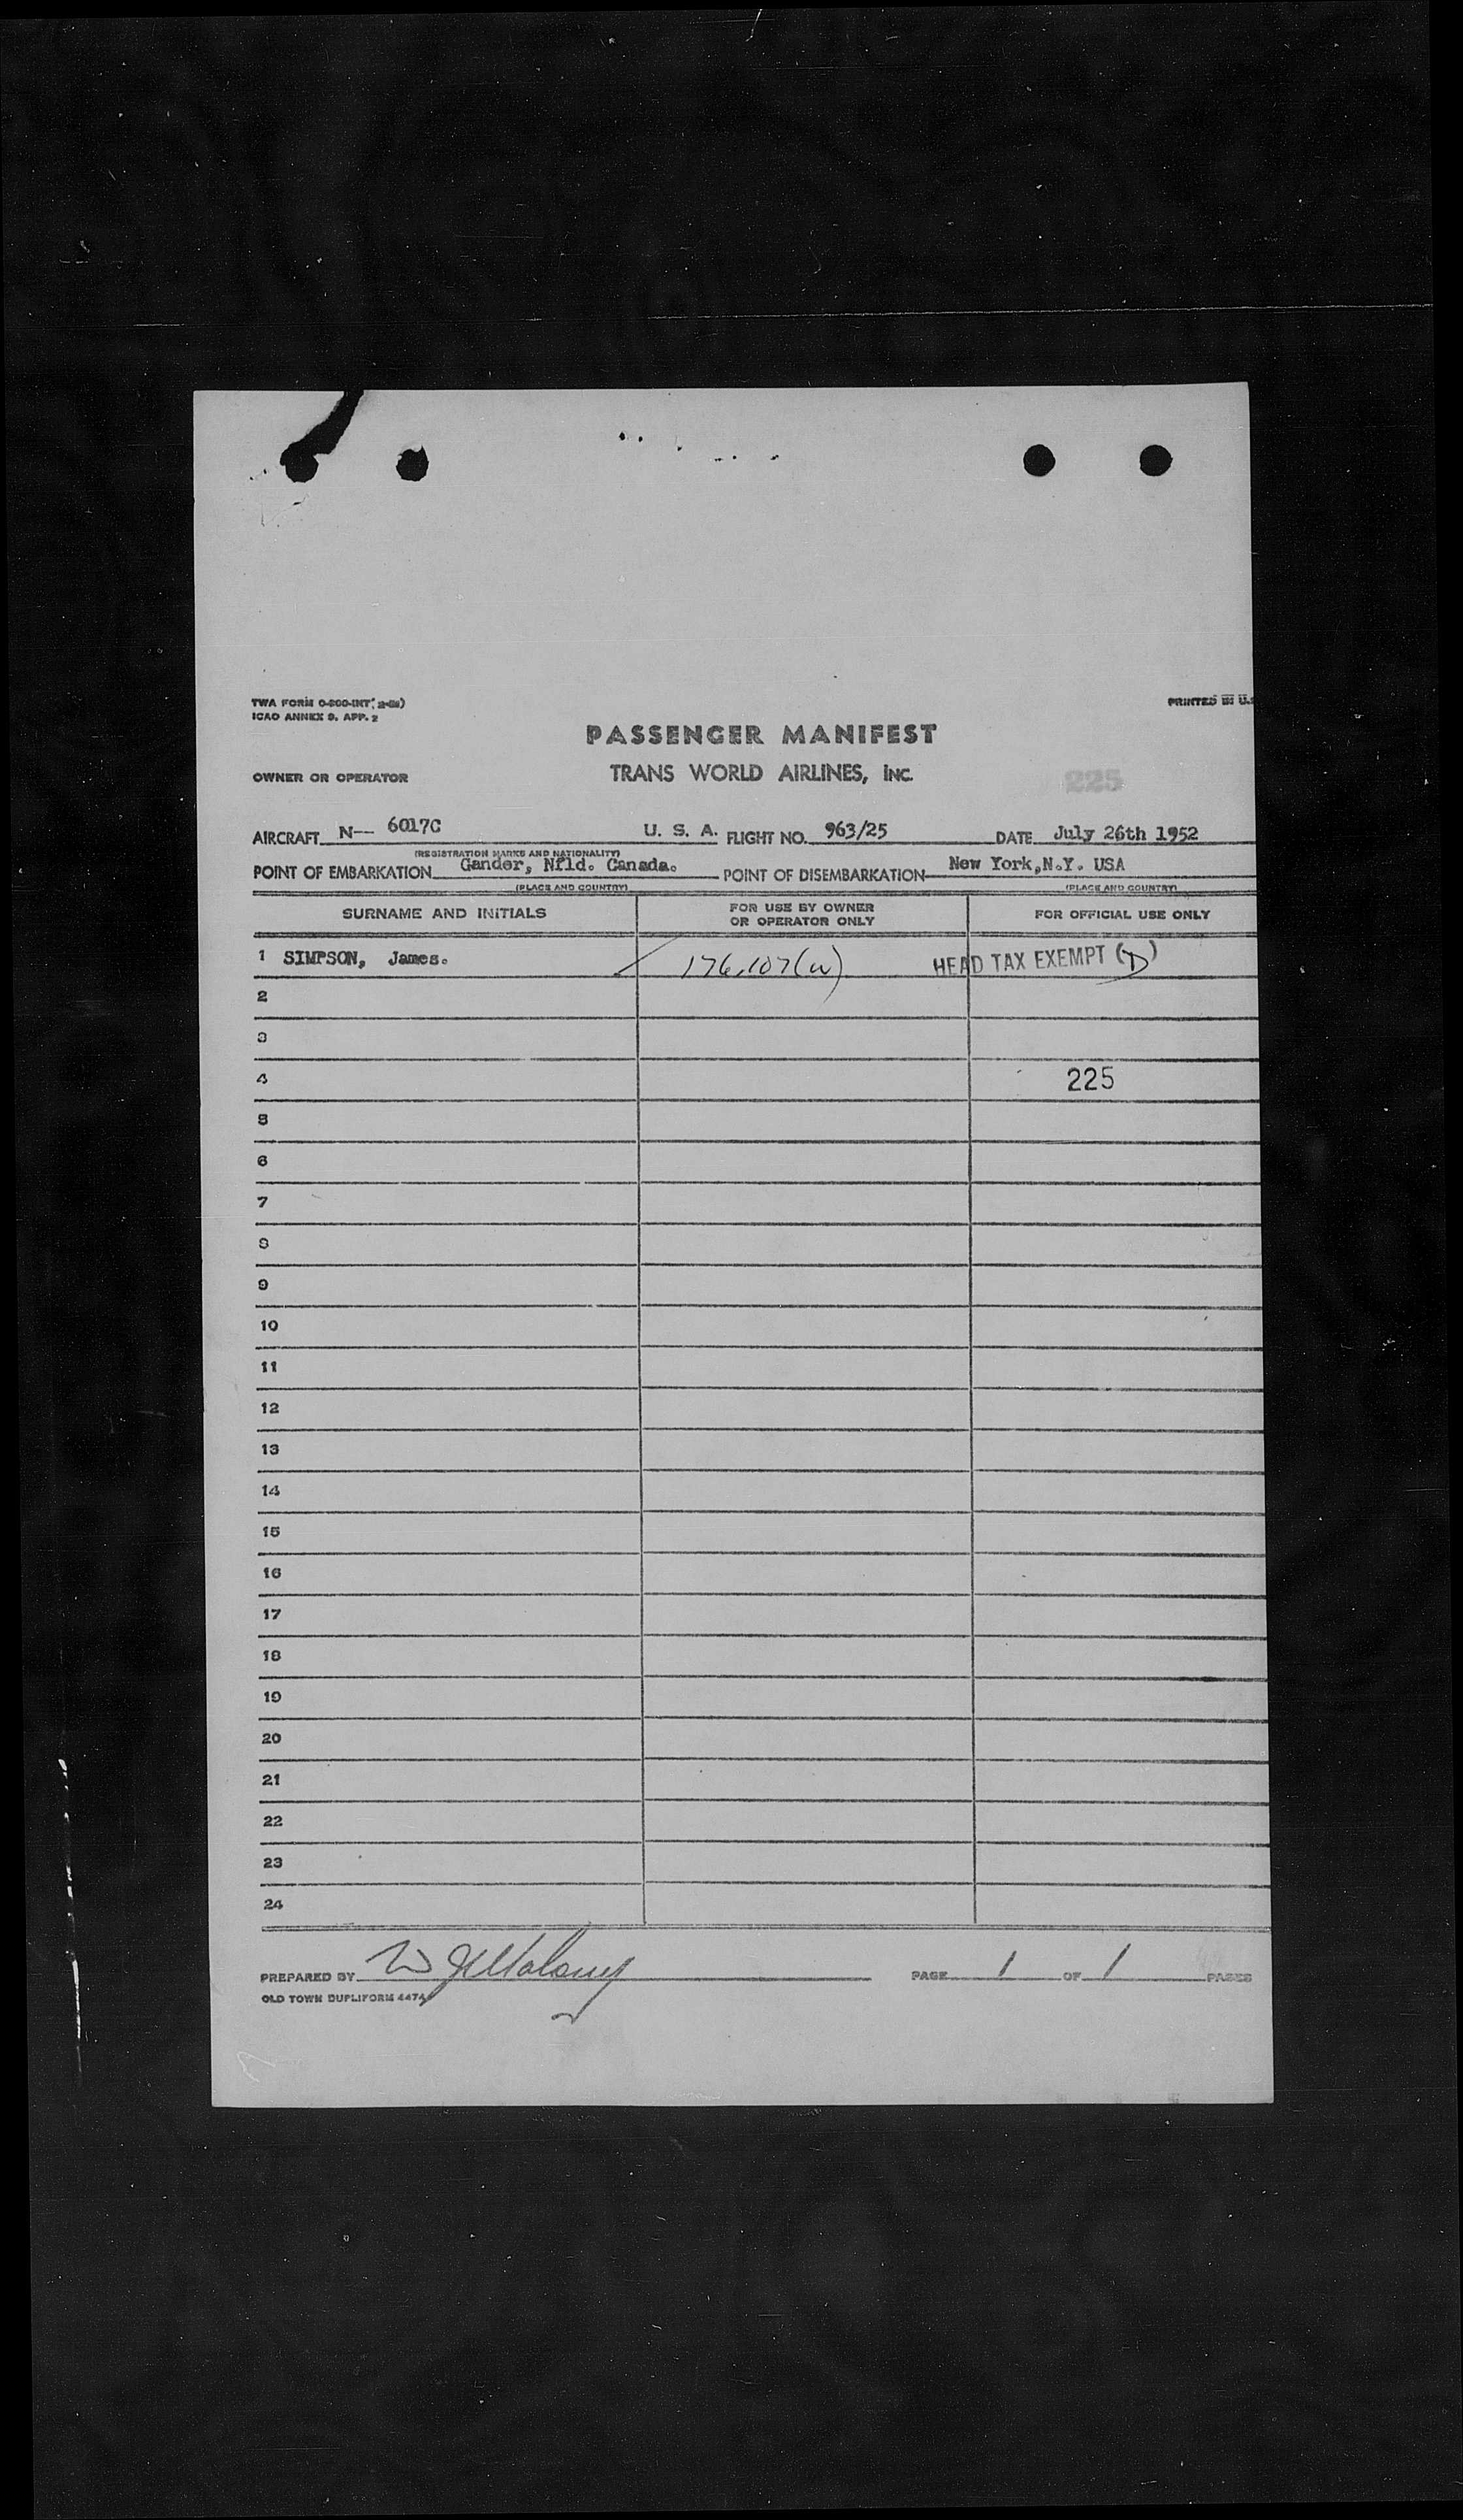 TWA FORM O-800-INT
PRINTED IN U.S
ICAO ANNEX 9. APP. 2
PASSENGER MANIFEST
OWNER OR OPERATOR
TRANS WORLD AIRLINES, INC.
225
AIRCRAFT N-- 6017C U. S. A. FLIGHT NO. 963/25 DATE July 26th 1952
(REGISTRATION MARKS AND NATIONALITY)
POINT OF EMBARKATION Gander, Nfld. Canada. POINT OF DISEMBARKATION New York,N.Y. USA
(PLACE AND COUNTRY) (PLACE AND COUNTRY)
SURNAME AND INITIALS FOR USE BY OWNER OR OPERATOR ONLY FOR OFFICIAL USE ONLY
1 SIMPSON, James. 176,107(w) HEAD TAX EXEMPT (D)
2
3
4 225
5
6
7
8
9
10
11
12
13
14
15
16
17
18
19
20
21
22
23
24
PREPARED BY PAGE 1 OF 1 PAGES
OLD TOWN DUPLIFORM 447